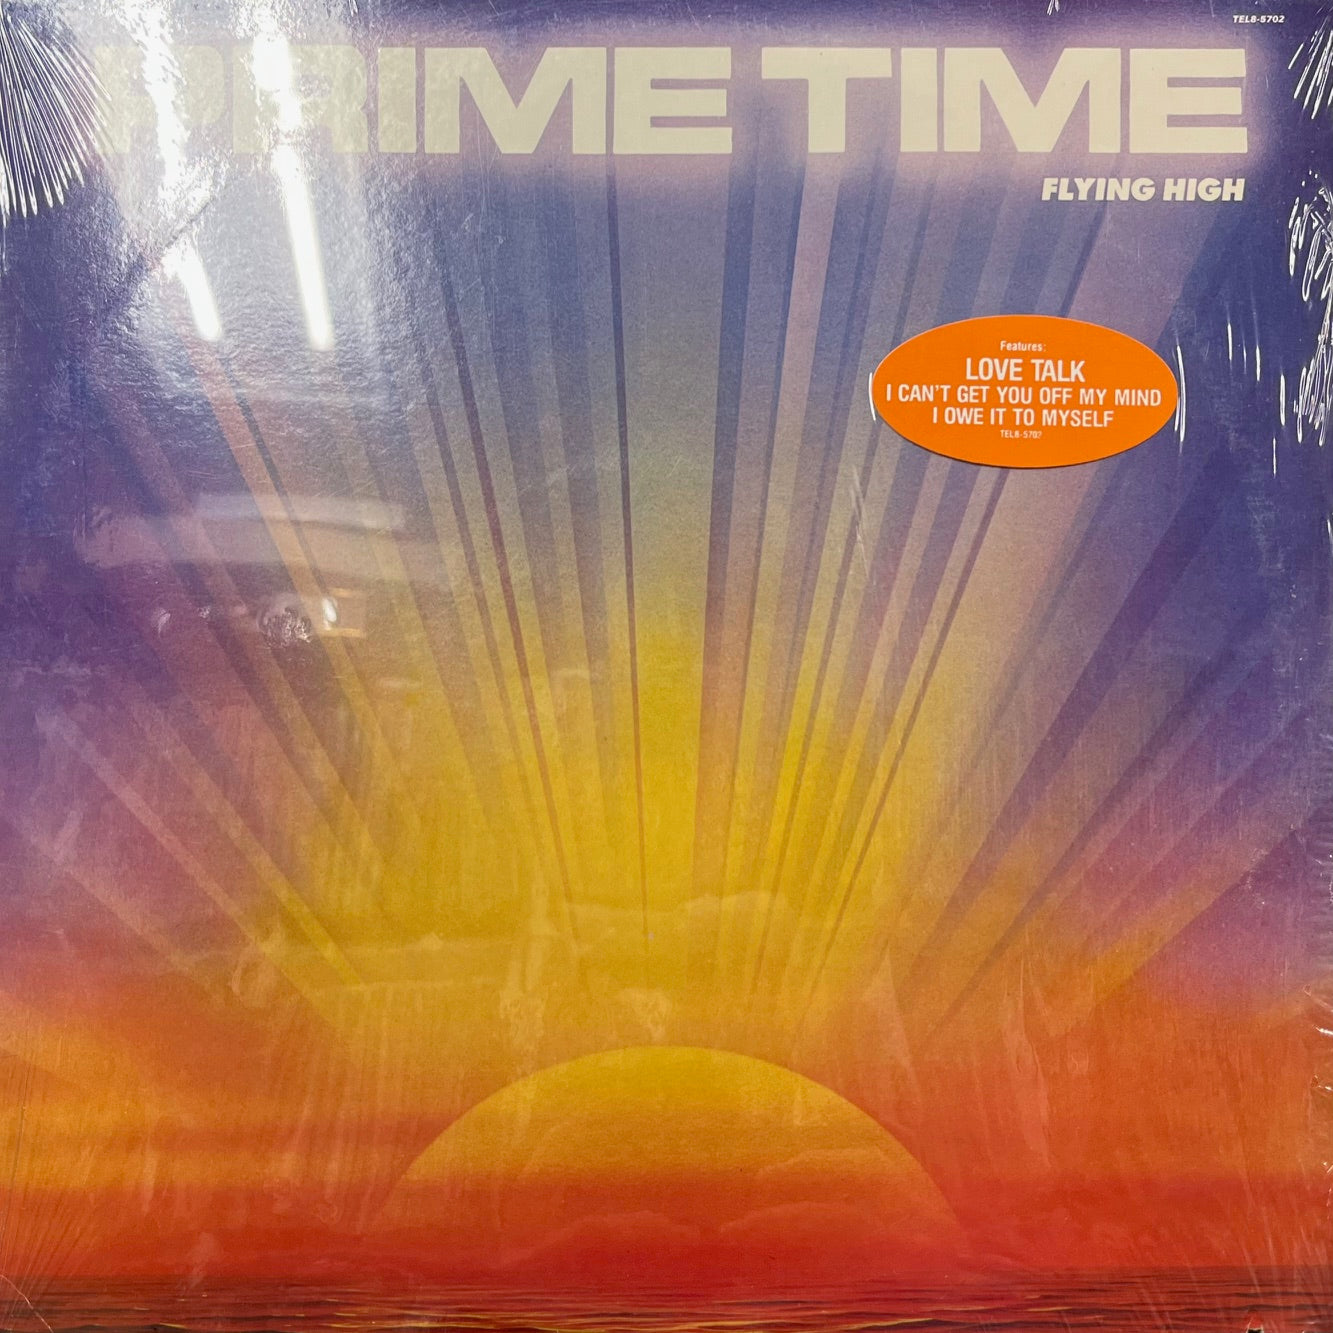 TEL8-5702
PRIME TIME
FLYING HIGH
Features:
LOVE TALK
I CAN'T GET YOU OFF MY MIND
I OWE IT TO MYSELF
TEL8-5702